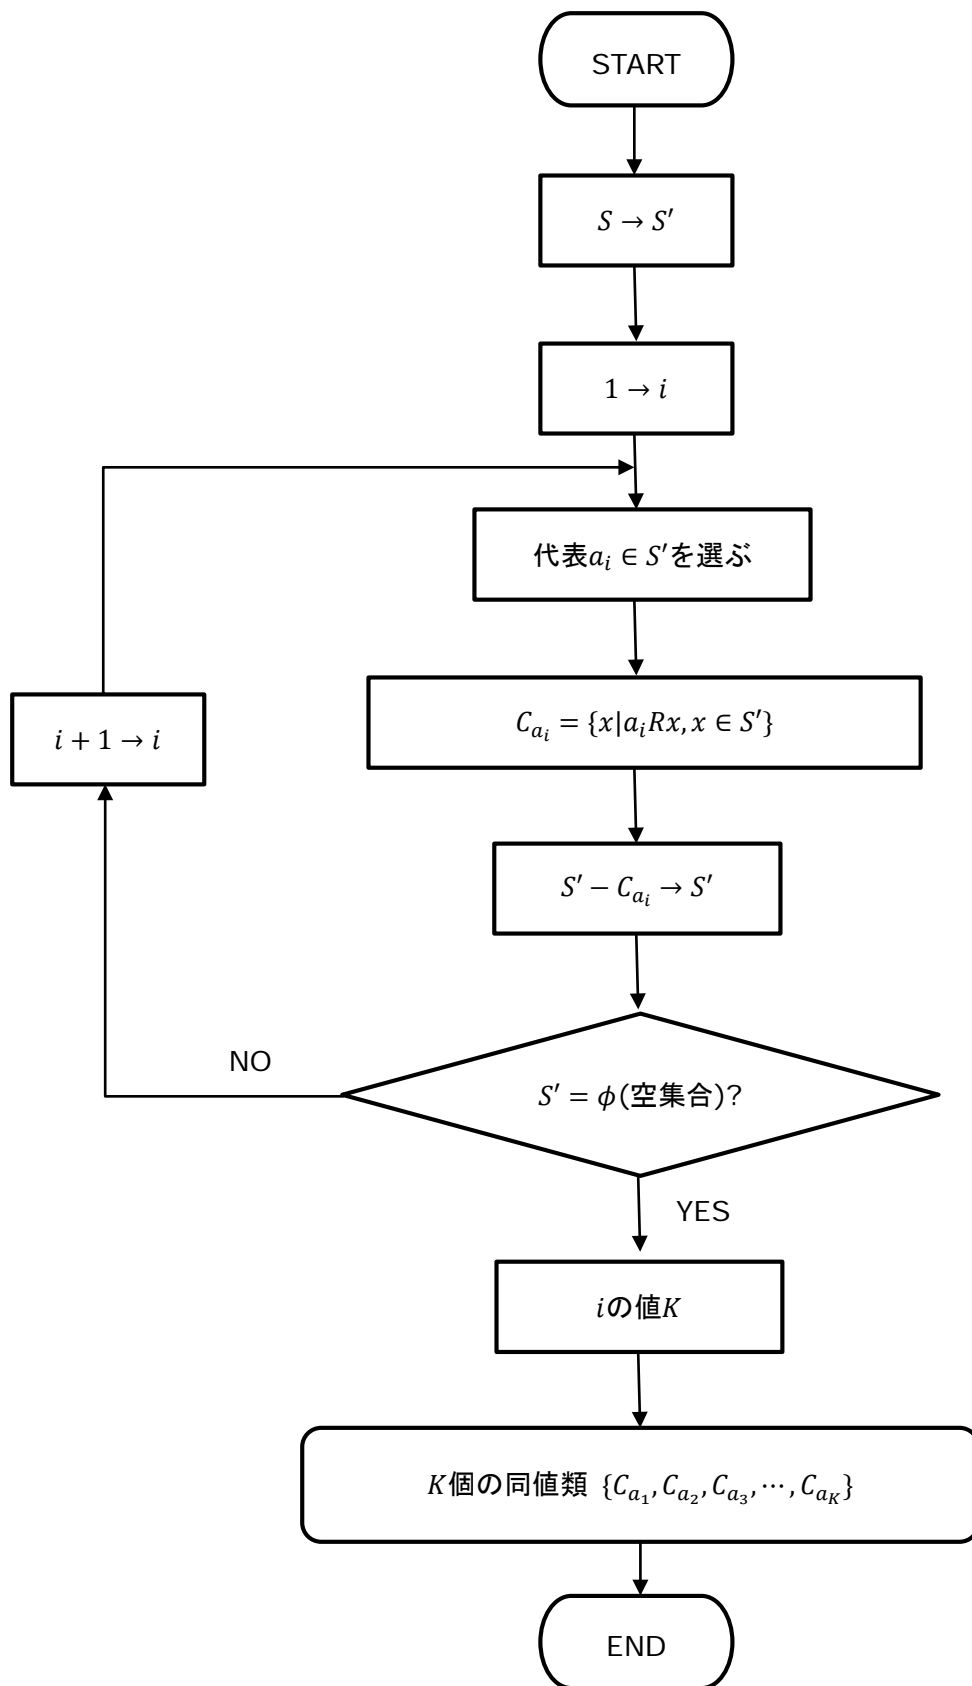 START
S → S′
1 → i
代表a_i ∈ S′を選ぶ
C_{a_i} = {x|a_iRx, x ∈ S′}
i + 1 → i
S′ − C_{a_i} → S′
NO
S′ = ϕ(空集合)?
YES
iの値K
K個の同値類 {C_{a_1}, C_{a_2}, C_{a_3}, ⋯, C_{a_K}}
END